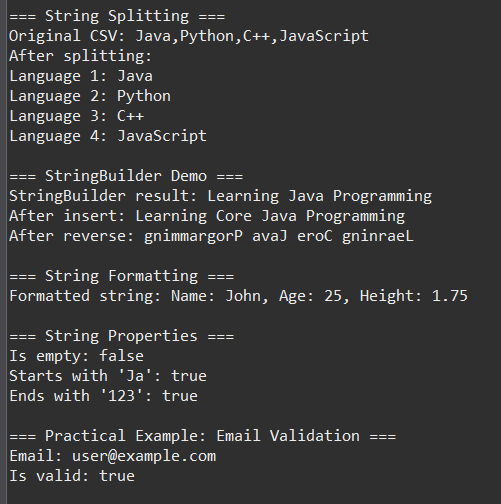 === String Splitting ===
Original CSV: Java,Python,C++,JavaScript
After splitting:
Language 1: Java
Language 2: Python
Language 3: C++
Language 4: JavaScript
=== StringBuilder Demo ===
StringBuilder result: Learning Java Programming
After insert: Learning Core Java Programming
After reverse: gnimmargorP avaJ eroC gninraeL
=== String Formatting ===
Formatted string: Name: John, Age: 25, Height: 1.75
=== String Properties ===
Is empty: false
Starts with 'Ja': true
Ends with '123': true
=== Practical Example: Email Validation ===
Email: user@example.com
Is valid: true